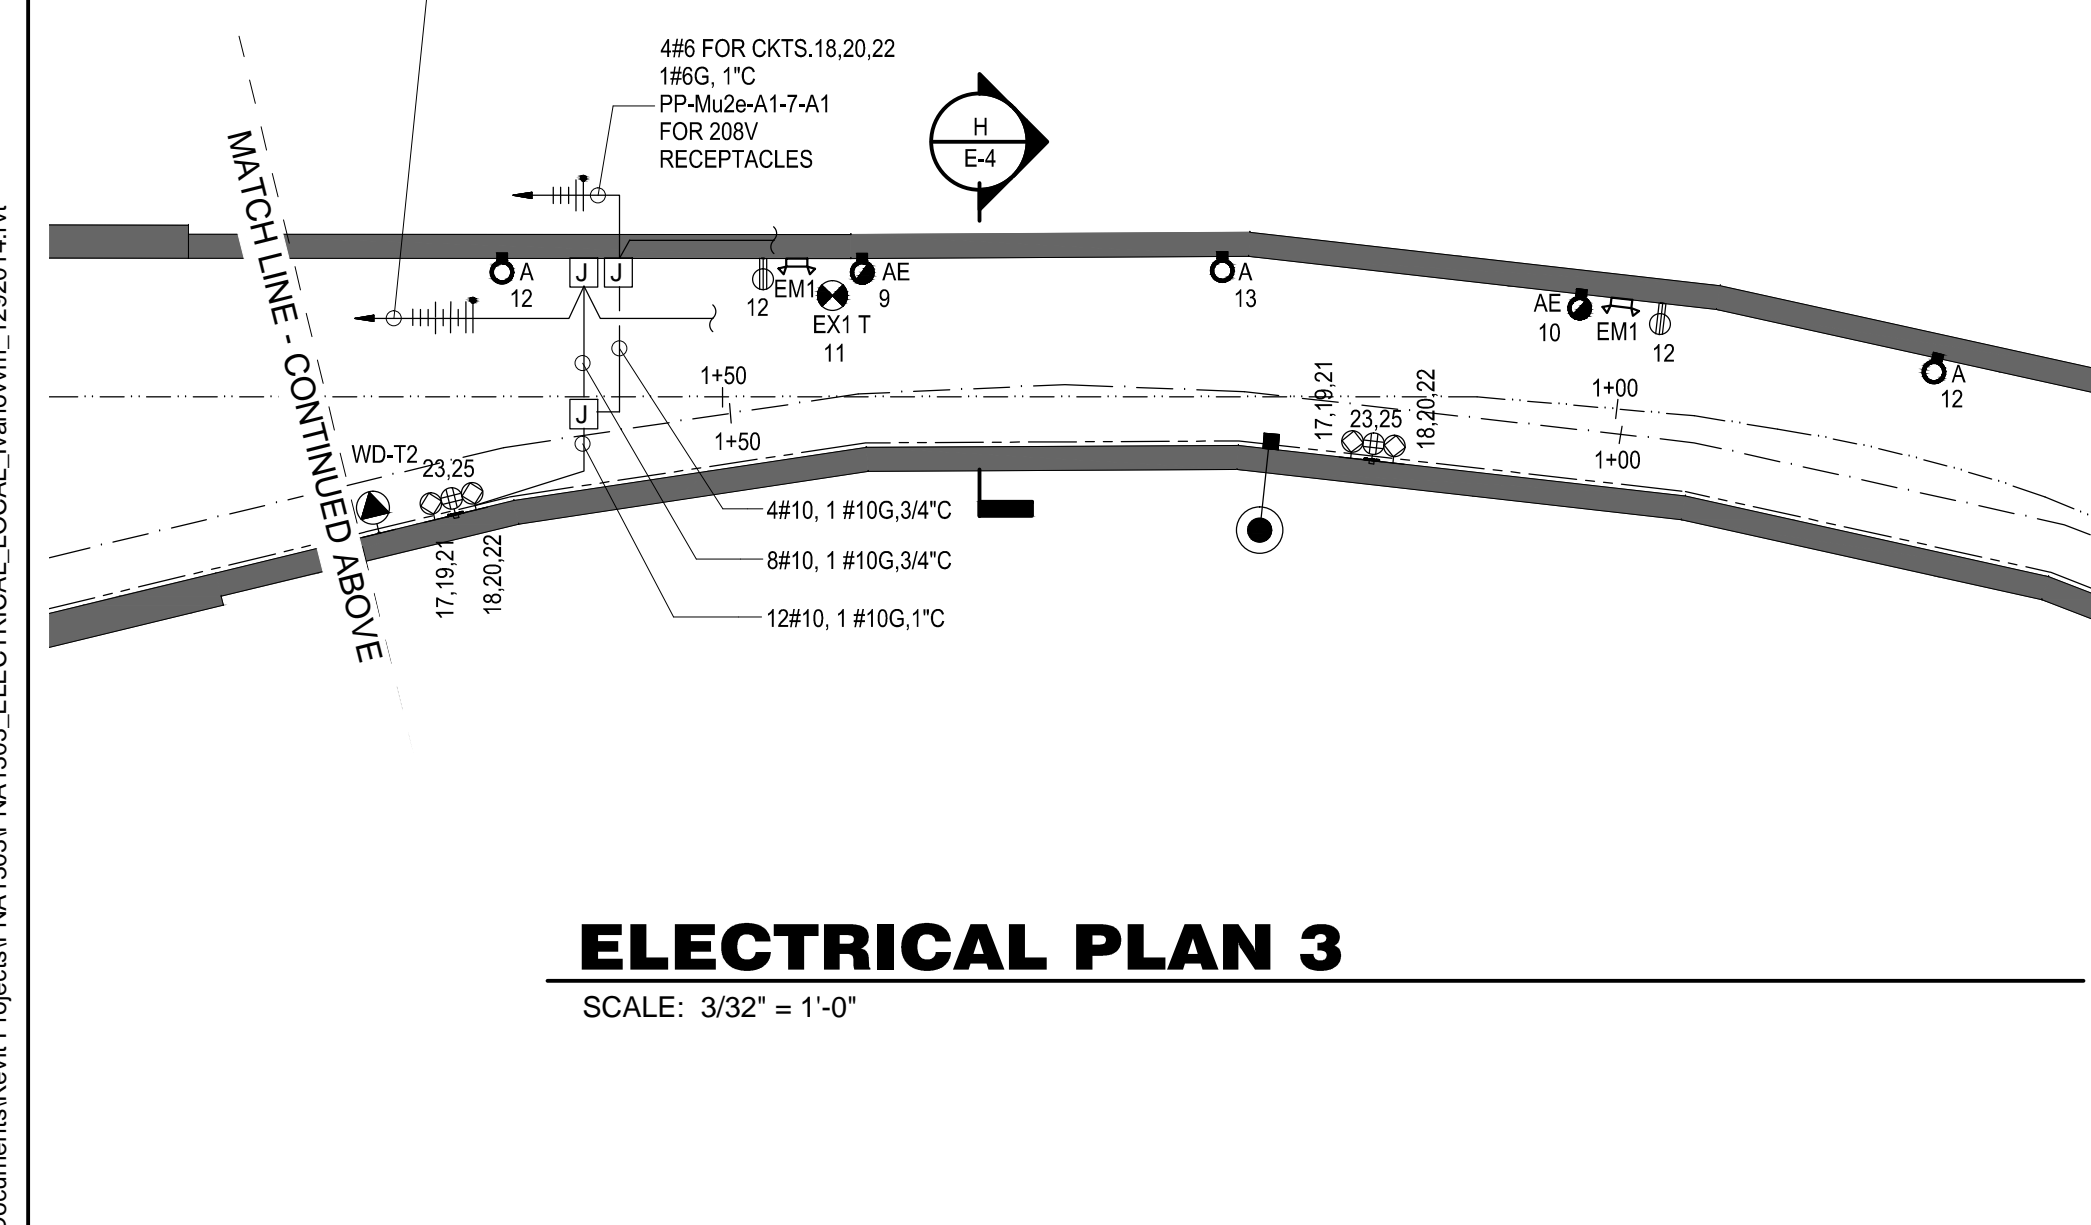 4#6 FOR CKTS.18,20,22
1#6G, 1"C
PP-Mu2e-A1-7-A1
FOR 208V
RECEPTACLES
H
E-4
MATCH LINE - CONTINUED ABOVE
A
12
J
J
12
EM1
EX1 T
11
AE
9
A
13
AE
10
EM1
12
A
12
J
1+50
1+50
1+00
1+00
WD-T2
23,25
17,19,21
18,20,22
17,19,21
23,25
18,20,22
4#10, 1 #10G,3/4"C
8#10, 1 #10G,3/4"C
12#10, 1 #10G,1"C
ELECTRICAL PLAN 3
SCALE: 3/32" = 1'-0"